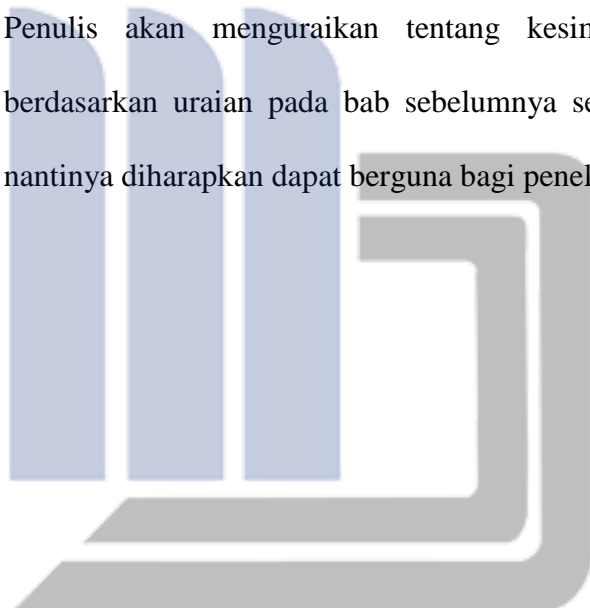 Penulis akan menguraikan tentang
berdasarkan uraian pada bab sebelumnya
nantinya diharapkan dapat berguna bagi